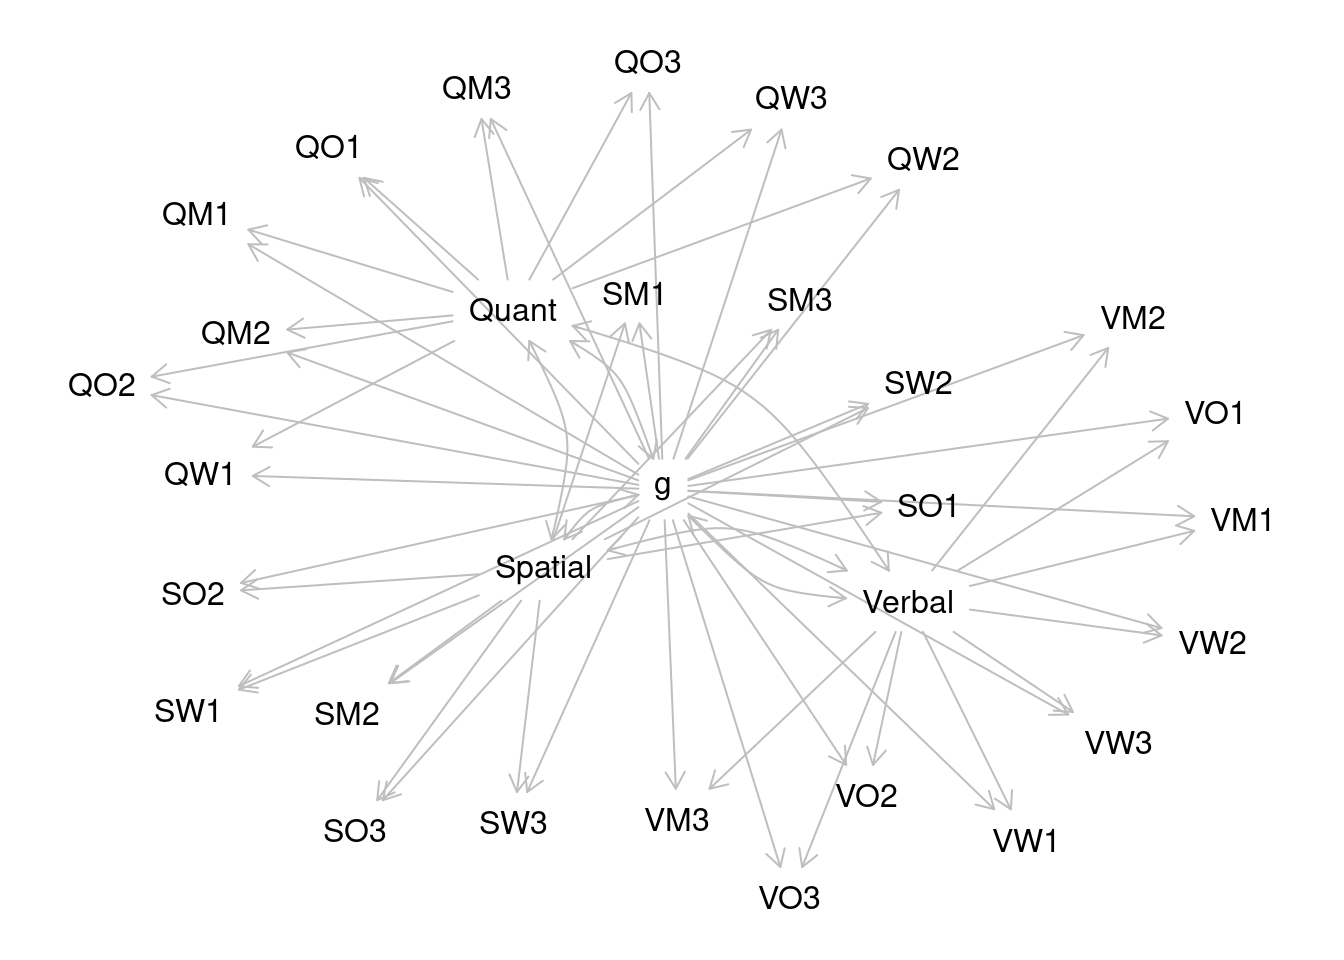 QO3
QM3
QW3
QO1
QW2
QM1
SM1
SM3
Quant
VM2
QM2
QO2
SW2
VO1
QW1
g
SO1
VM1
Spatial
SO2
Verbal
VW2
SW1
SM2
VW3
VO2
SO3
SW3
VM3
VW1
VO3